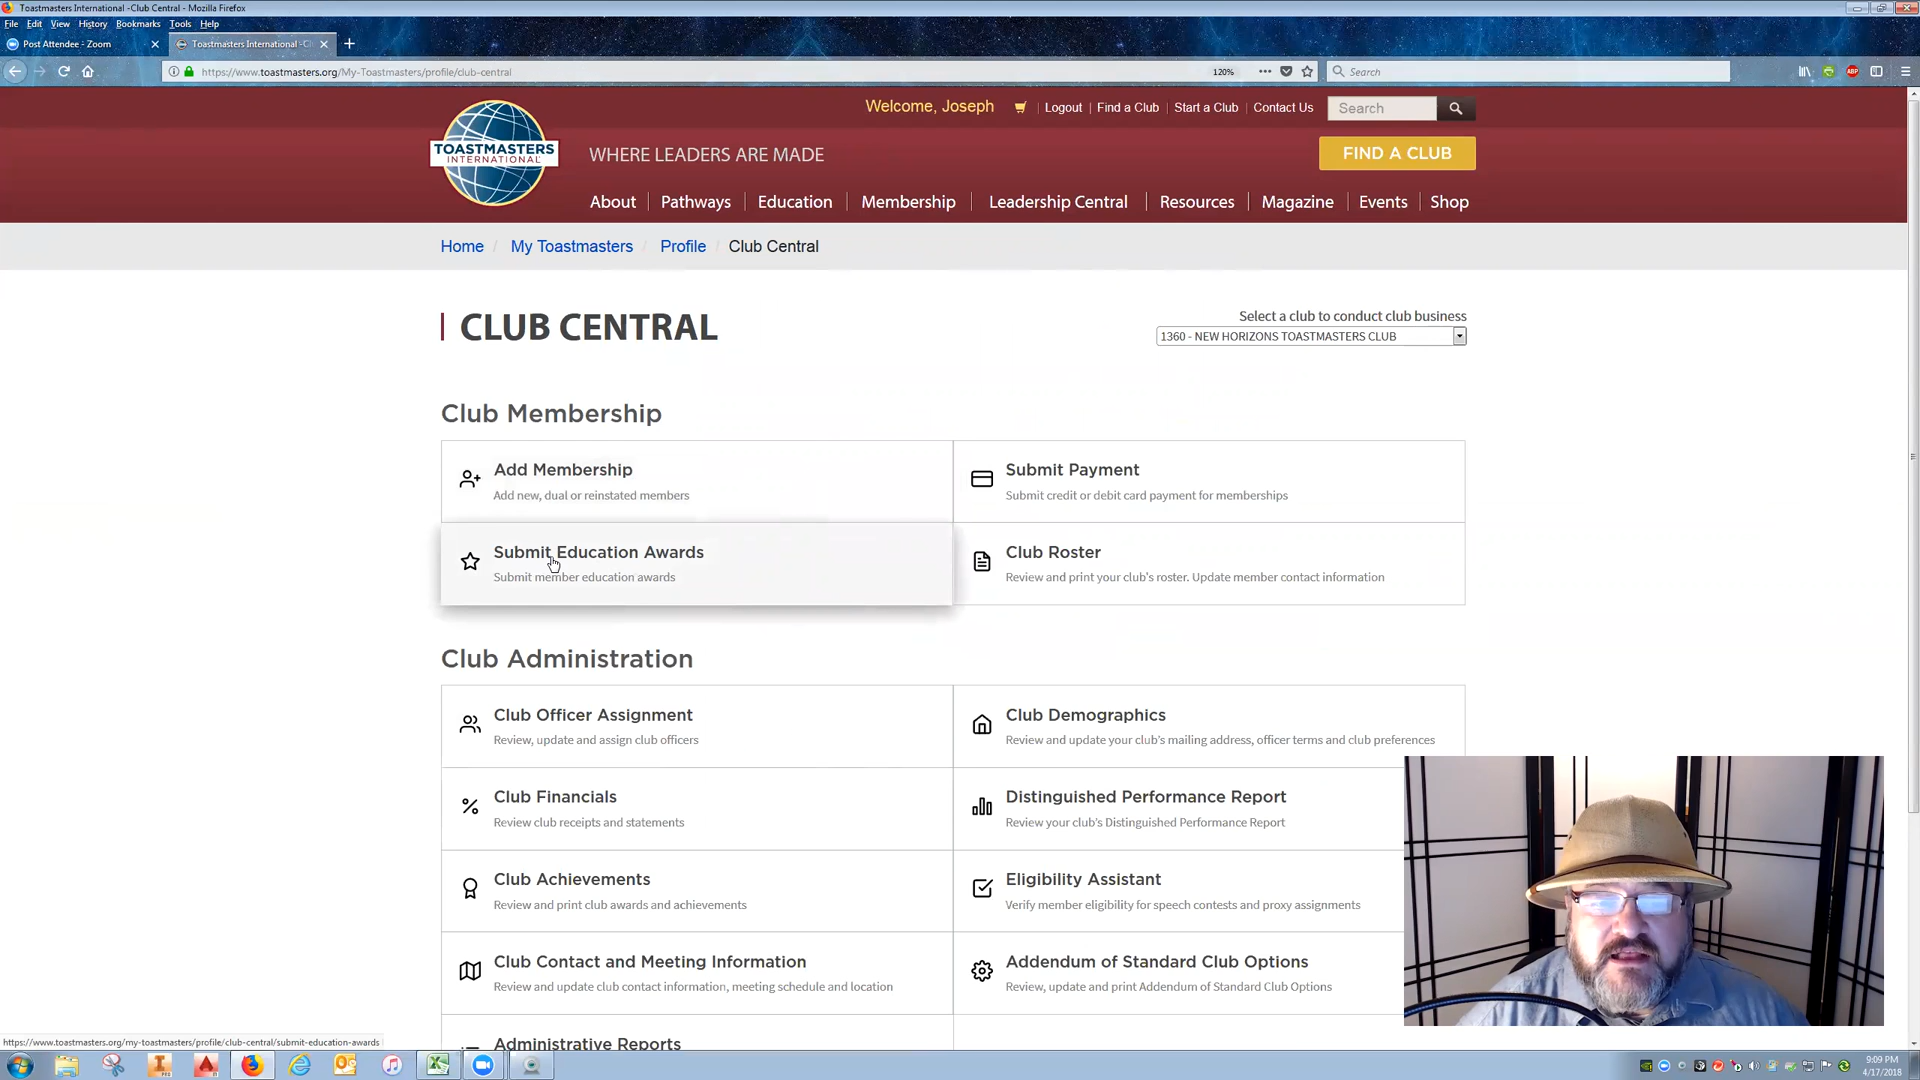 Toastmasters International -Club Central - Mozilla Firefox
File Edit View History Bookmarks Tools Help
Post Attendee - Zoom
Toastmasters International -Cl
https://www.toastmasters.org/My-Toastmasters/profile/club-central
120%
Search
ABP
Welcome, Joseph
Logout
Find a Club
Start a Club
Contact Us
Search
TOASTMASTERS
INTERNATIONAL
WHERE LEADERS ARE MADE
FIND A CLUB
About
Pathways
Education
Membership
Leadership Central
Resources
Magazine
Events
Shop
Home / My Toastmasters / Profile / Club Central
CLUB CENTRAL
Select a club to conduct club business
1360 - NEW HORIZONS TOASTMASTERS CLUB
Club Membership
Add Membership
Add new, dual or reinstated members
Submit Payment
Submit credit or debit card payment for memberships
Submit Education Awards
Submit member education awards
Club Roster
Review and print your club's roster. Update member contact information
Club Administration
Club Officer Assignment
Review, update and assign club officers
Club Demographics
Review and update your club's mailing address, officer terms and club preferences
Club Financials
Review club receipts and statements
Distinguished Performance Report
Review your club's Distinguished Performance Report
Club Achievements
Review and print club awards and achievements
Eligibility Assistant
Verify member eligibility for speech contests and proxy assignments
Club Contact and Meeting Information
Review and update club contact information, meeting schedule and location
Addendum of Standard Club Options
Review, update and print Addendum of Standard Club Options
Administrative Reports
https://www.toastmasters.org/my-toastmasters/profile/club-central/submit-education-awards
9:09 PM
4/17/2018